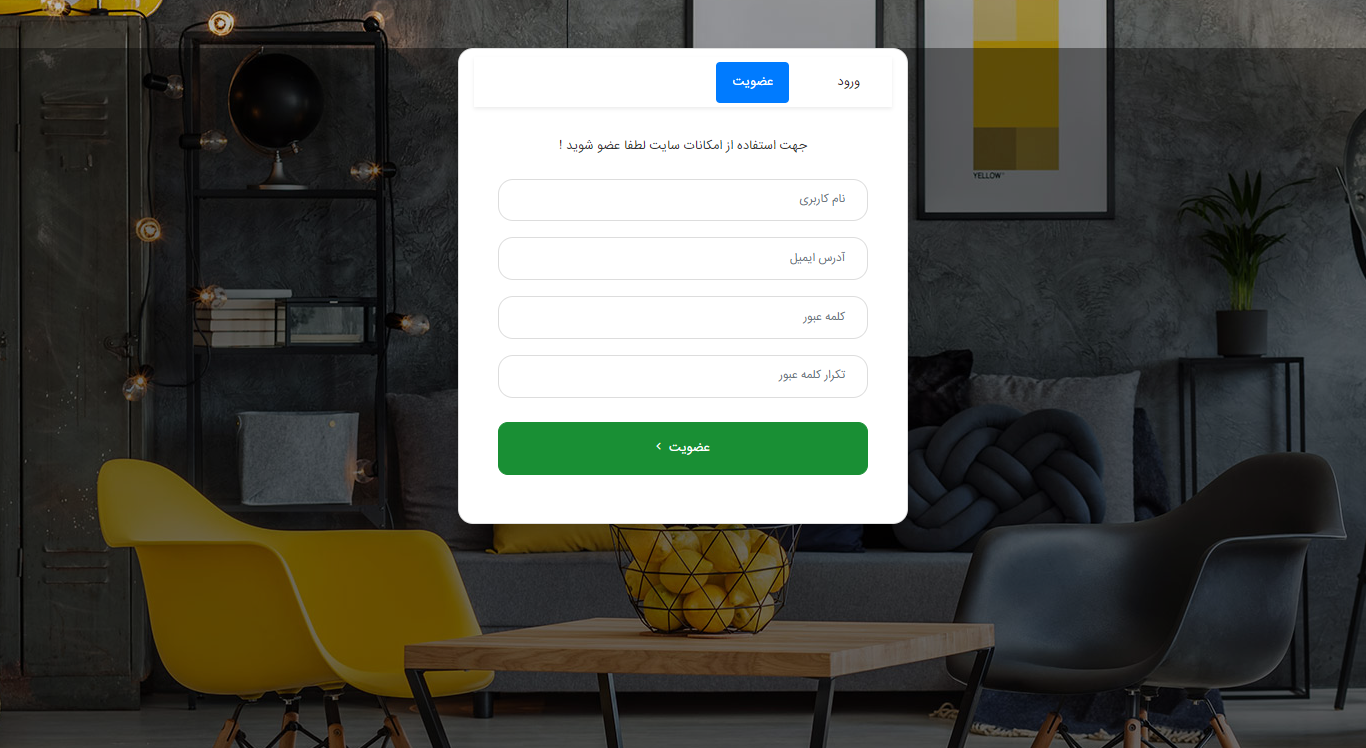 ورود
عضویت
جهت استفاده از امکانات سایت لطفا عضو شوید !
نام کاربری
آدرس ایمیل
کلمه عبور
تکرار کلمه عبور
عضویت ›
YELLOW